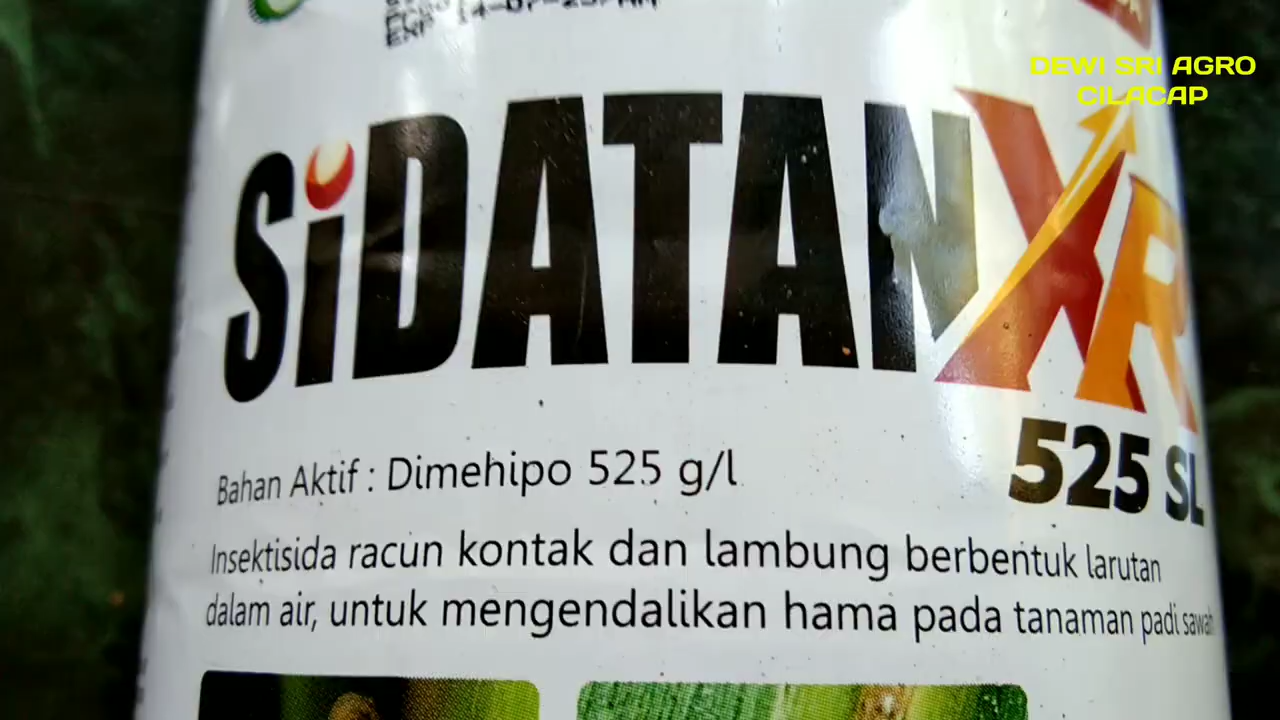 DEWI SRI AGRO
CILACAP
SiDATAN XR
525 SL
Bahan Aktif : Dimehipo 525 g/l
Insektisida racun kontak dan lambung berbentuk larutan
dalam air, untuk mengendalikan hama pada tanaman padi sawah